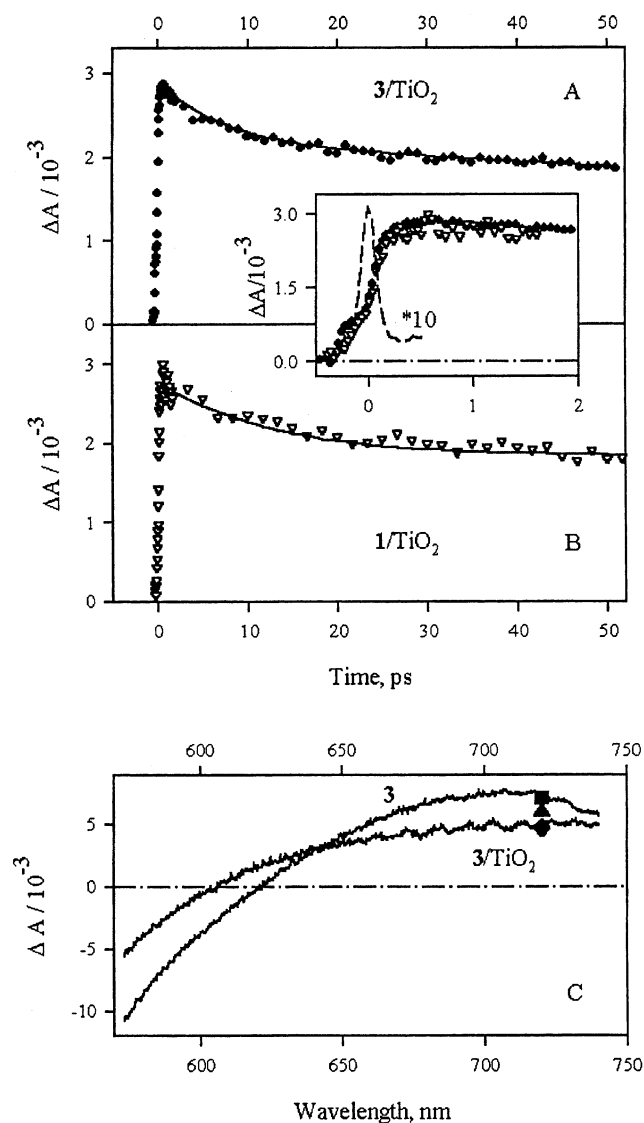 0 10 20 30 40 50
3
2
1
0
ΔA / 10⁻³
3/TiO₂
A
3.0
1.5
0.0
ΔA/10⁻³
*10
0 1 2
3
2
1
0
ΔA / 10⁻³
1/TiO₂
B
0 10 20 30 40 50
Time, ps
600 650 700 750
5
0
-5
-10
Δ A / 10⁻³
3
3/TiO₂
C
600 650 700 750
Wavelength, nm